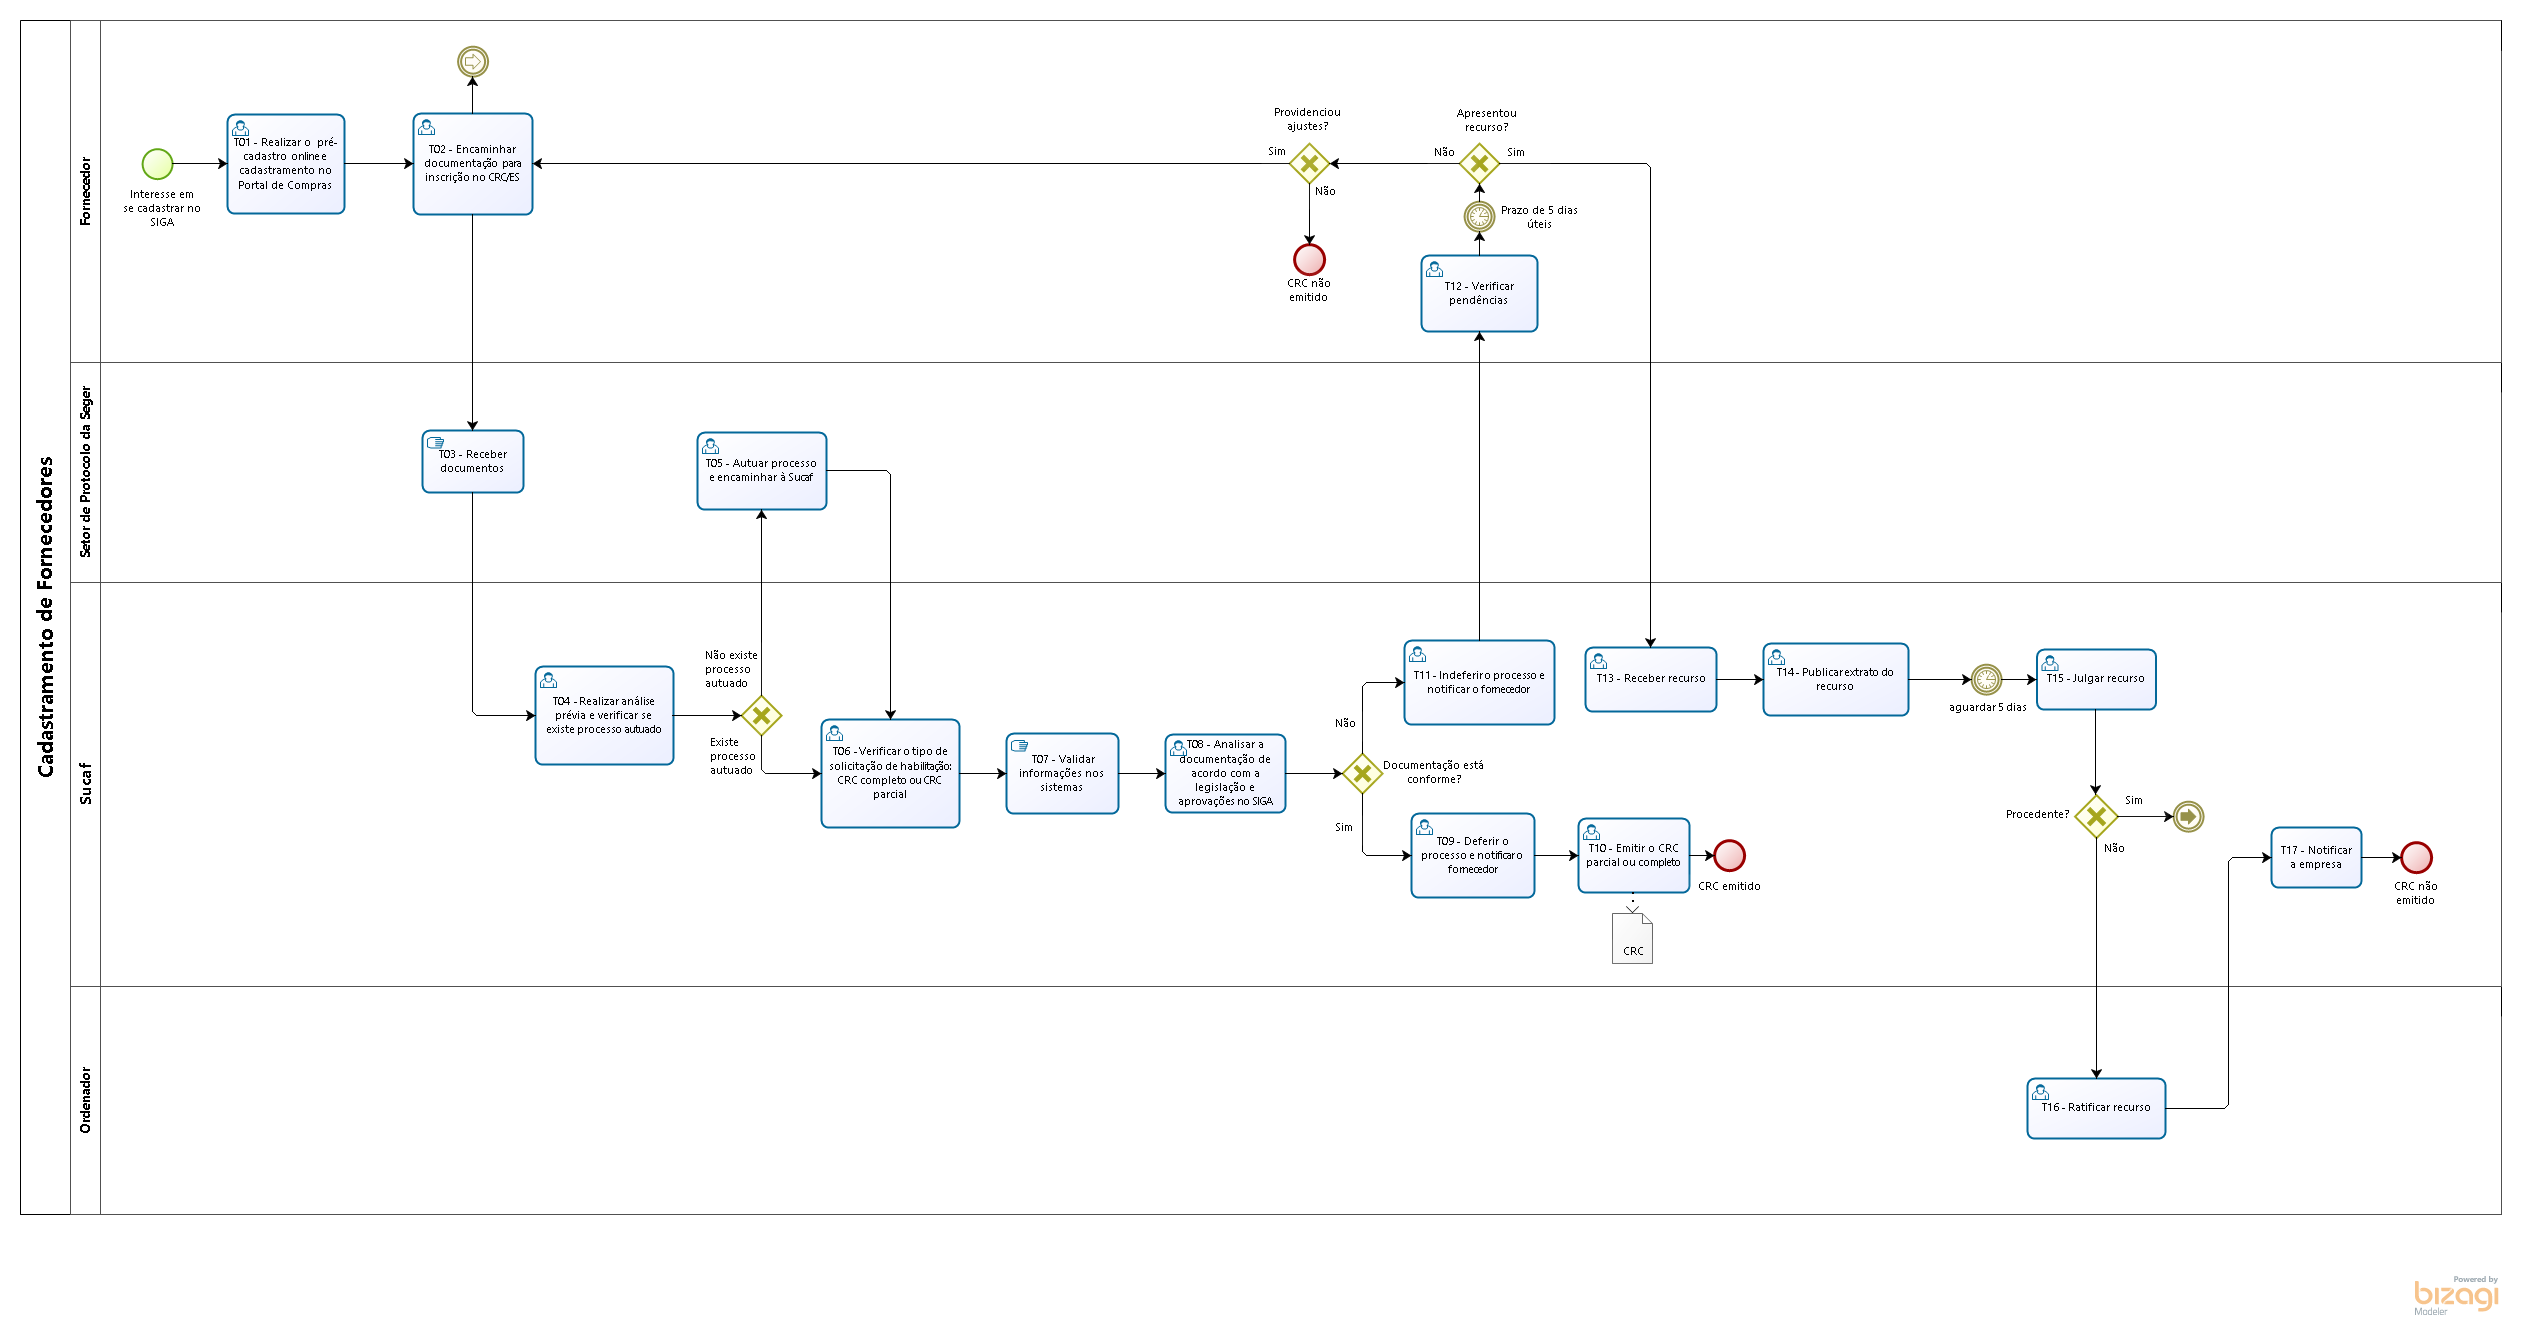 Cadastramento de Fornecedores
Fornecedor
Interesse em
se cadastrar no
SIGA
T01 - Realizar o pré-
cadastro online e
cadastramento no
Portal de Compras
T02 - Encaminhar
documentação para
inscrição no CRC/ES
Providenciou
ajustes?
Sim
Não
CRC não
emitido
Apresentou
recurso?
Não
Sim
Prazo de 5 dias
úteis
T12 - Verificar
pendências
Setor de Protocolo da Seger
T03 - Receber
documentos
T05 - Autuar processo
e encaminhar à Sucaf
Sucaf
T04 - Realizar análise
prévia e verificar se
existe processo autuado
Não existe
processo
autuado
Existe
processo
autuado
T06 - Verificar o tipo de
solicitação de habilitação:
CRC completo ou CRC
parcial
T07 - Validar
informações nos
sistemas
T08 - Analisar a
documentação de
acordo com a
legislação e
aprovações no SIGA
Documentação está
conforme?
Não
Sim
T11 - Indeferir o processo e
notificar o fornecedor
T09 - Deferir o
processo e notificar o
fornecedor
T10 - Emitir o CRC
parcial ou completo
CRC emitido
CRC
T13 - Receber recurso
T14 - Publicar extrato do
recurso
aguardar 5 dias
T15 - Julgar recurso
Procedente?
Sim
Não
T17 - Notificar
a empresa
CRC não
emitido
Ordenador
T16 - Ratificar recurso
Powered by
bizagi
Modeler